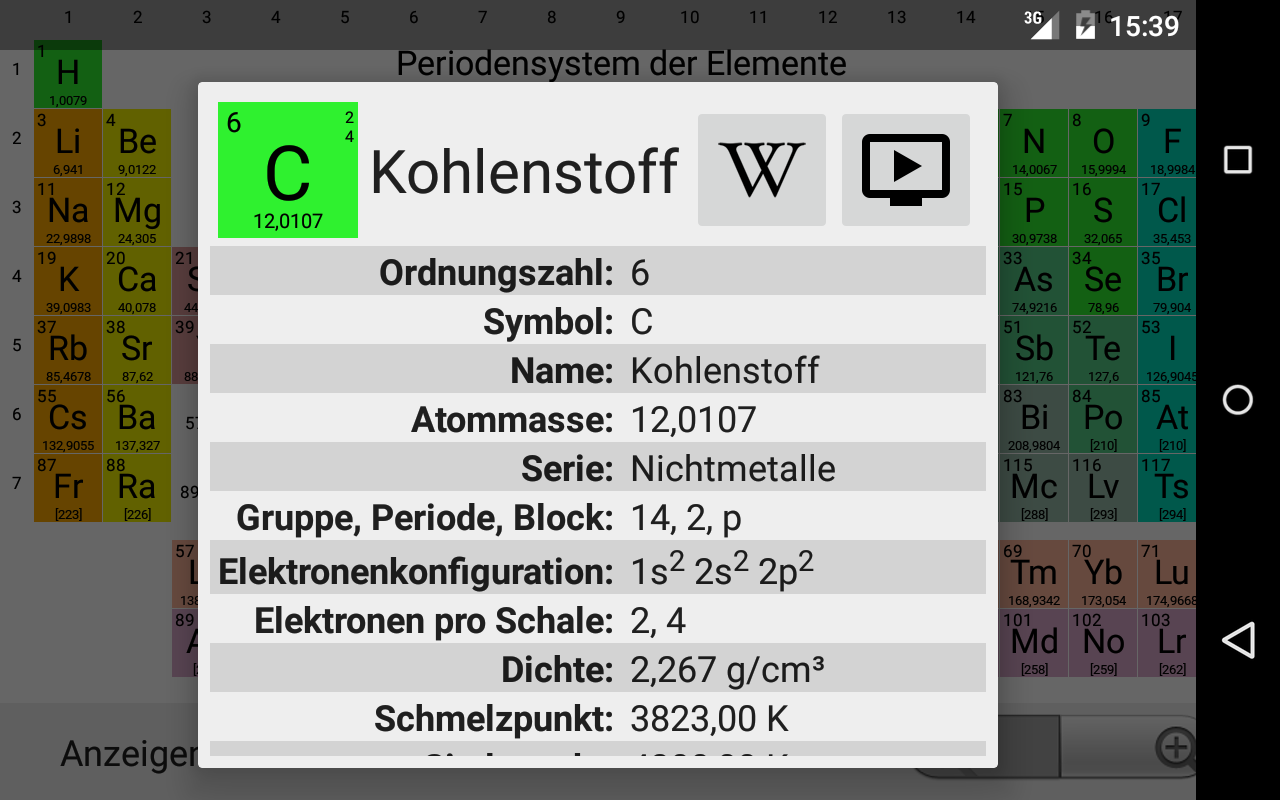 1 2 3 4 5 6 7 8 9 10 11 12 13 14 16 17
3G 15:39
Periodensystem der Elemente
1
1 H 1,0079
2
3 Li 6,941
4 Be 9,0122
7 N 14,0067
8 O 15,9994
9 F 18,9984
3
11 Na 22,9898
12 Mg 24,305
15 P 30,9738
16 S 32,065
17 Cl 35,453
4
19 K 39,0983
20 Ca 40,078
21
33 As 74,9216
34 Se 78,96
35 Br 79,904
5
37 Rb 85,4678
38 Sr 87,62
39
51 Sb 121,76
52 Te 127,6
53 I 126,9045
6
55 Cs 132,9055
56 Ba 137,327
83 Bi 208,9804
84 Po [210]
85 At [210]
7
87 Fr [223]
88 Ra [226]
115 Mc [288]
116 Lv [293]
117 Ts [294]
57
69 Tm 168,9342
70 Yb 173,054
71 Lu 174,9668
89
101 Md [258]
102 No [259]
103 Lr [262]
6 2
4
C
12,0107
Kohlenstoff
W
Ordnungszahl: 6
Symbol: C
Name: Kohlenstoff
Atommasse: 12,0107
Serie: Nichtmetalle
Gruppe, Periode, Block: 14, 2, p
Elektronenkonfiguration: 1s² 2s² 2p²
Elektronen pro Schale: 2, 4
Dichte: 2,267 g/cm³
Schmelzpunkt: 3823,00 K
Anzeigen